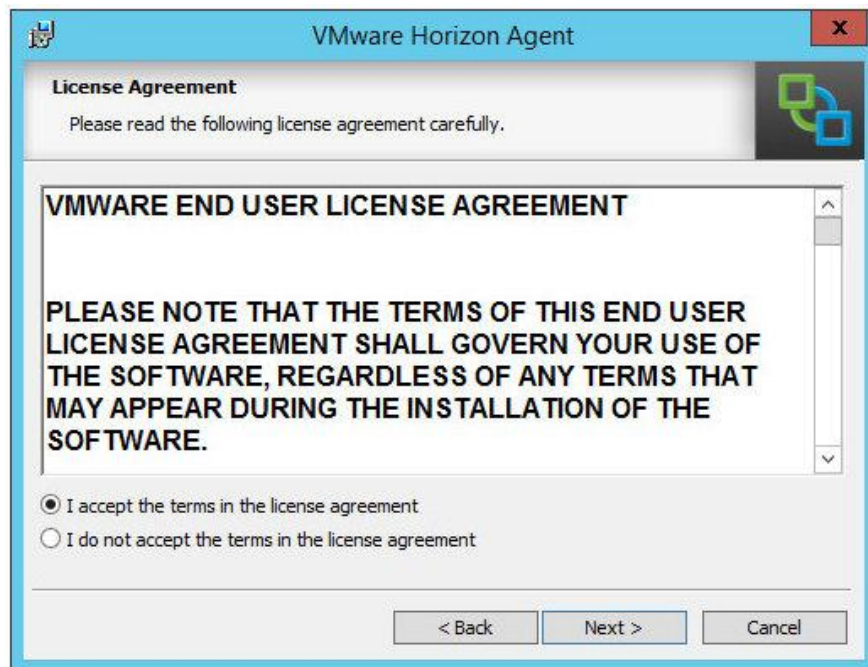 VMware Horizon Agent
x
License Agreement
Please read the following license agreement carefully.
VMWARE END USER LICENSE AGREEMENT
PLEASE NOTE THAT THE TERMS OF THIS END USER
LICENSE AGREEMENT SHALL GOVERN YOUR USE OF
THE SOFTWARE, REGARDLESS OF ANY TERMS THAT
MAY APPEAR DURING THE INSTALLATION OF THE
SOFTWARE.
I accept the terms in the license agreement
I do not accept the terms in the license agreement
< Back Next > Cancel